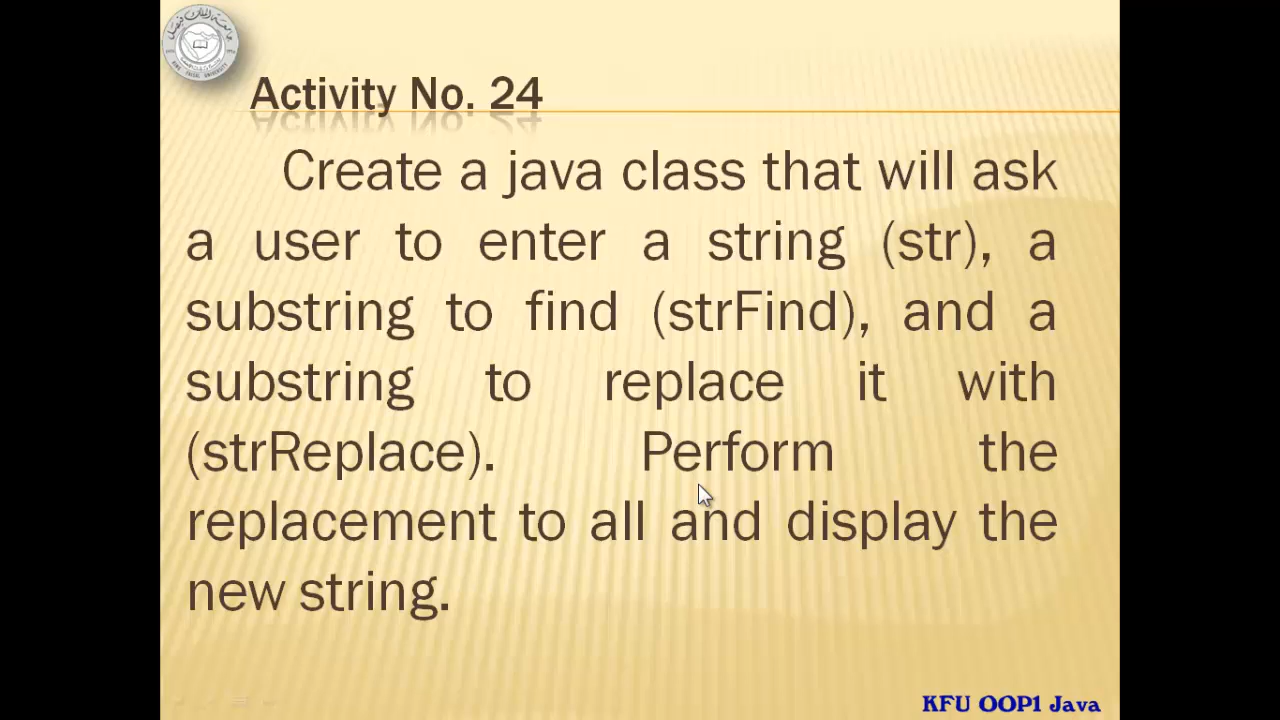 Activity No. 24
Create a java class that will ask
a user to enter a string (str), a
substring to find (strFind), and a
substring to replace it with
(strReplace). Perform the
replacement to all and display the
new string.
KFU OOP1 Java